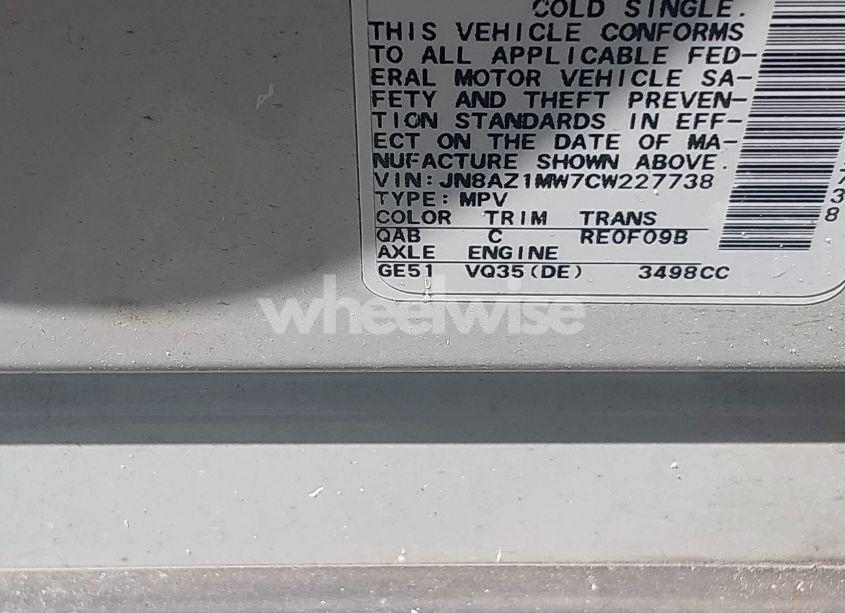 COLD SINGLE.
THIS VEHICLE CONFORMS
TO ALL APPLICABLE FED-
ERAL MOTOR VEHICLE SA-
FETY AND THEFT PREVEN-
TION STANDARDS IN EFF-
ECT ON THE DATE OF MA-
NUFACTURE SHOWN ABOVE.
VIN:JN8AZ1MW7CW227738
TYPE:MPV
COLOR TRIM TRANS
QAB C RE0F09B
AXLE ENGINE
GE51 VQ35(DE) 3498CC
38
wheelwise